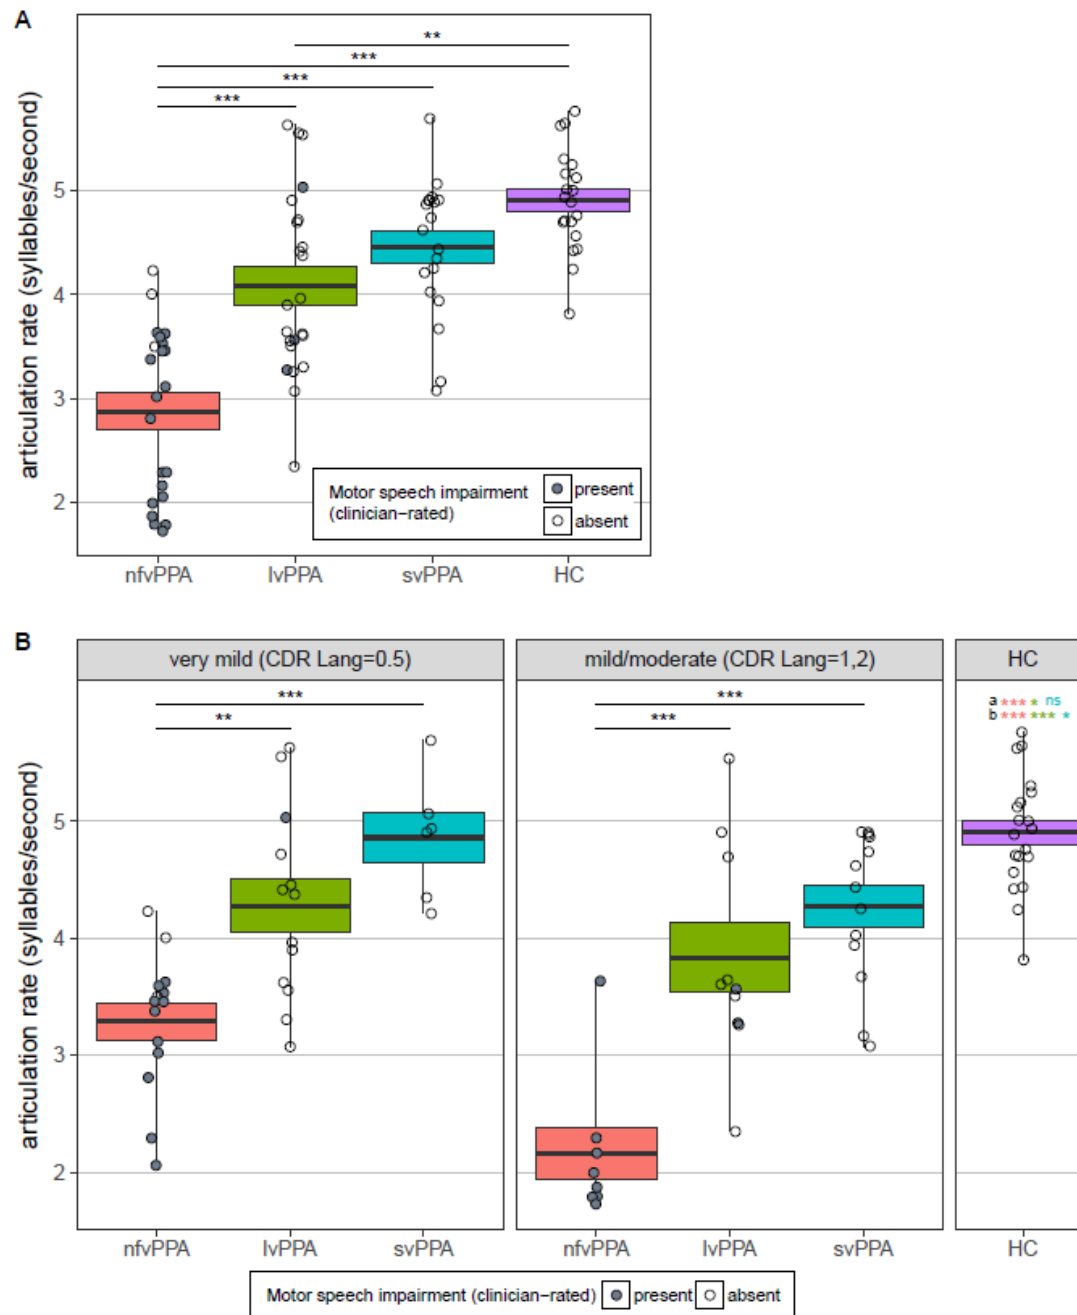 A
**
***
***
***
articulation rate (syllables/second)
5
4
3
2
Motor speech impairment
(clinician−rated)
present
absent
nfvPPA lvPPA svPPA HC
B
very mild (CDR Lang=0.5) mild/moderate (CDR Lang=1,2) HC
***
**
***
***
a *** * ns
b *** *** *
articulation rate (syllables/second)
5
4
3
2
nfvPPA lvPPA svPPA nfvPPA lvPPA svPPA HC
Motor speech impairment (clinician−rated) present absent